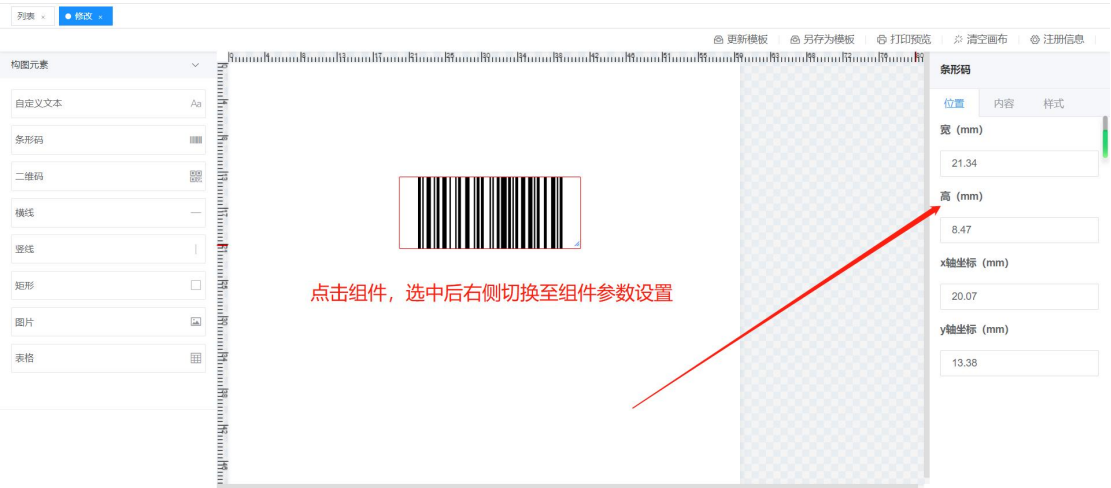 列表 ×
修改 ×
更新模板 另存为模板 打印预览 清空画布 注册信息
构图元素
自定义文本 Aa
条形码
二维码
横线
竖线
矩形
图片
表格
点击组件，选中后右侧切换至组件参数设置
条形码
位置 内容 样式
宽（mm）
21.34
高（mm）
8.47
x轴坐标（mm）
20.07
y轴坐标（mm）
13.38